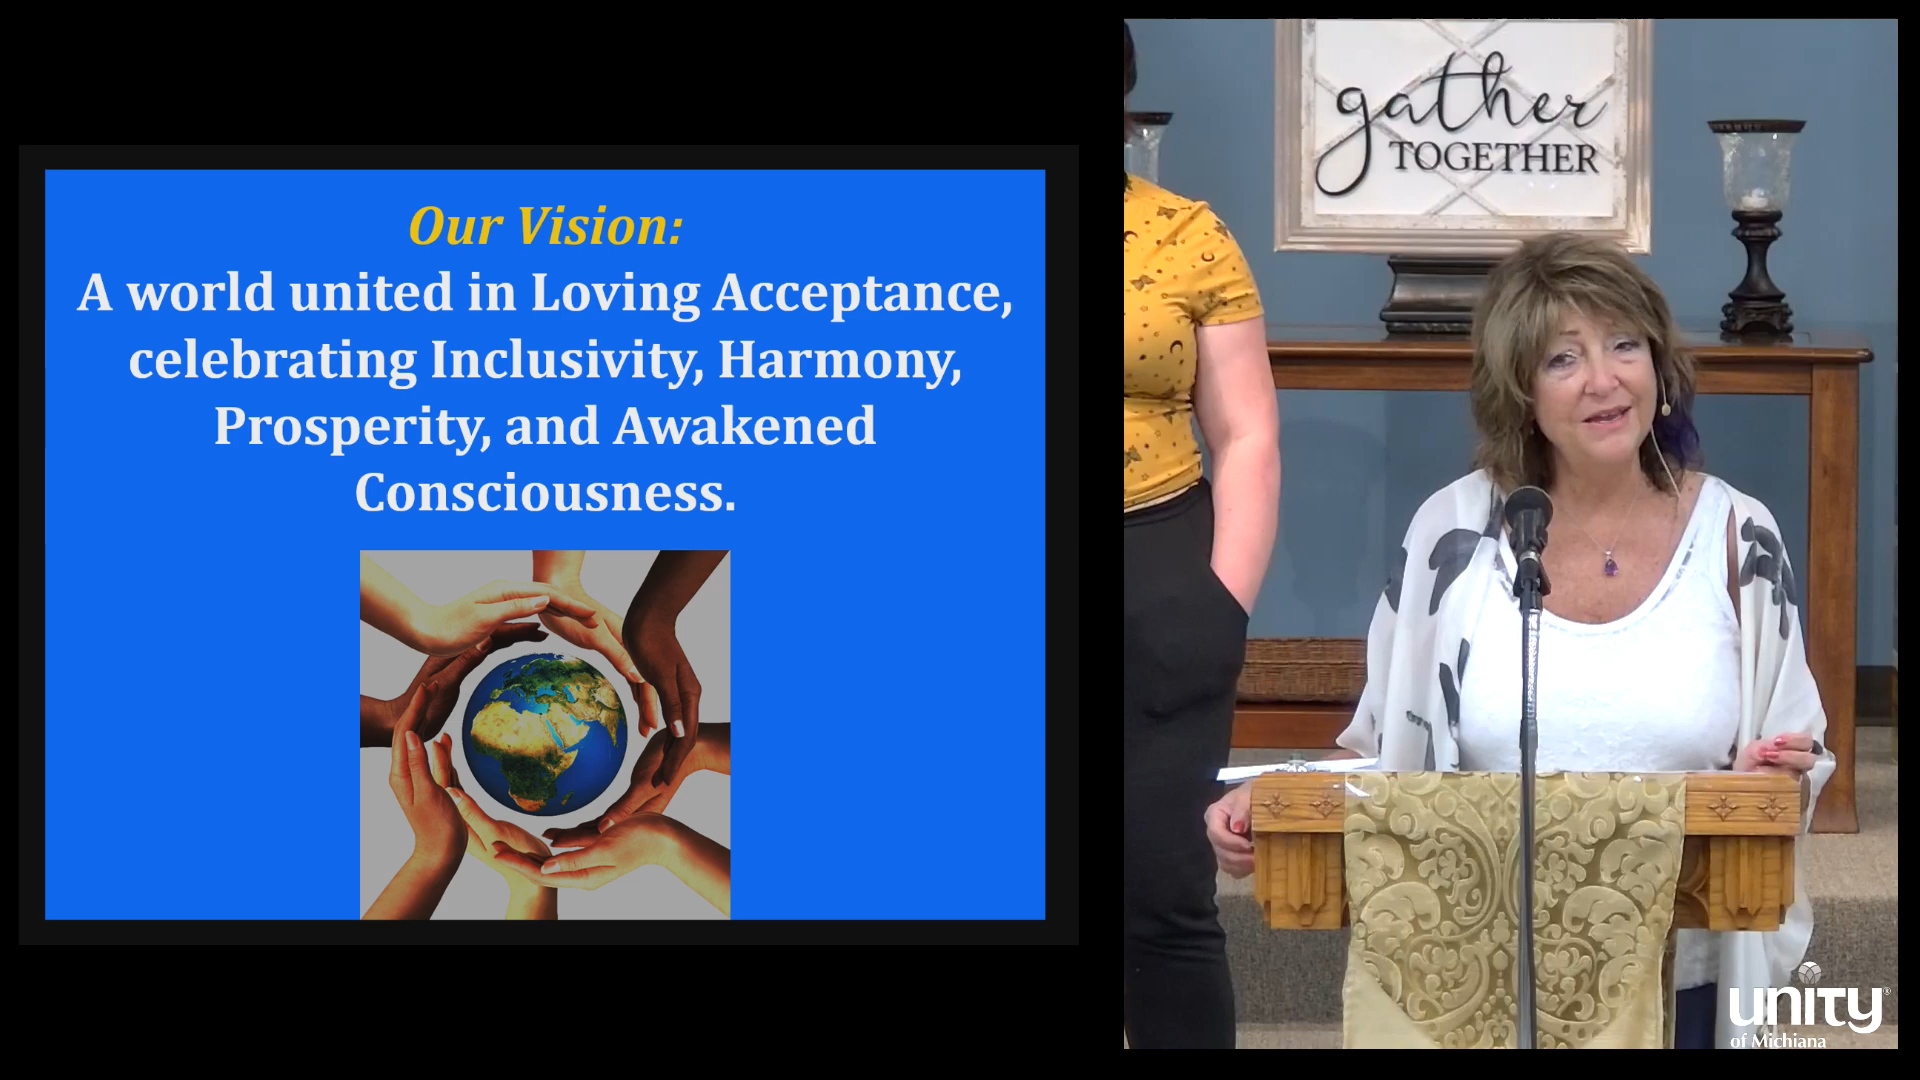 Our Vision:
A world united in Loving Acceptance,
celebrating Inclusivity, Harmony,
Prosperity, and Awakened
Consciousness.
gather
TOGETHER
unity®
of Michiana